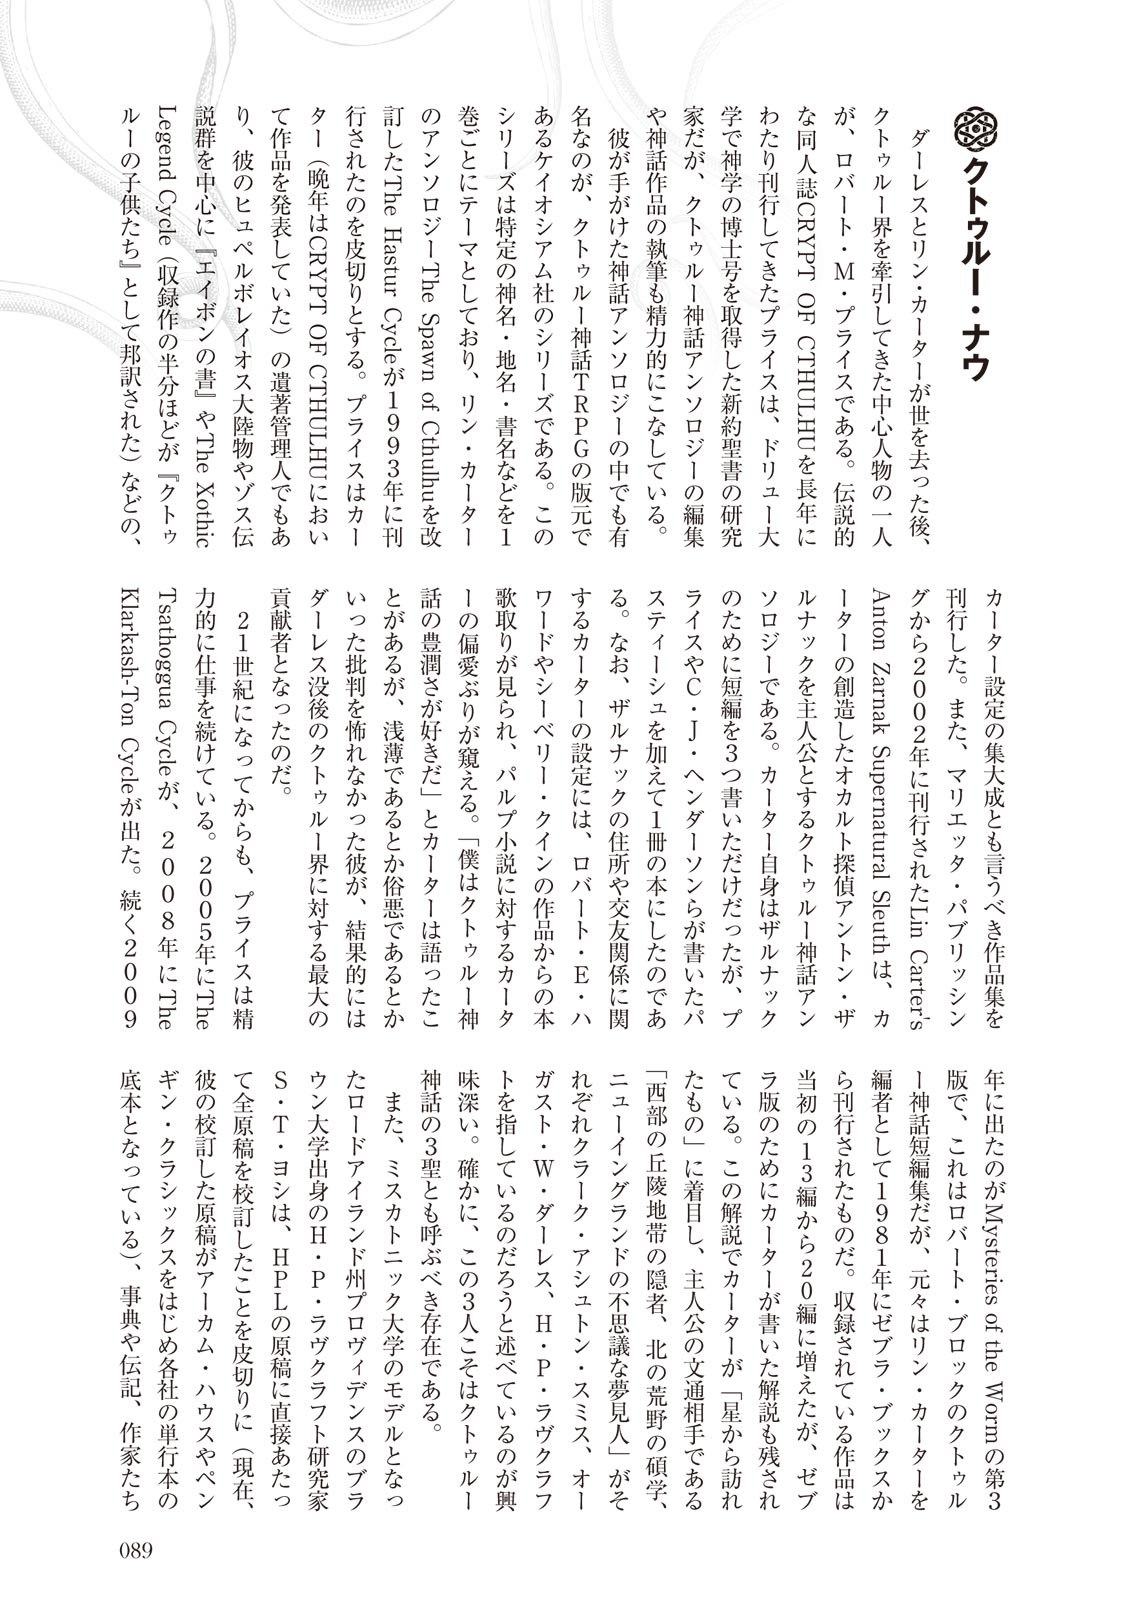 クトゥルー・ナウ
ダーレスとリン・カーターが世を去った後、
クトゥルー界を牽引してきた中心人物の一人
が、ロバート・M・プライスである。伝説的
な同人誌CRYPT OF CTHULHUを長年に
わたり刊行してきたプライスは、ドリュー大
学で神学の博士号を取得した新約聖書の研究
家だが、クトゥルー神話アンソロジーの編集
や神話作品の執筆も精力的にこなしている。
彼が手がけた神話アンソロジーの中でも有
名なのが、クトゥルー神話TRPGの版元で
あるケイオシアム社のシリーズである。この
シリーズは特定の神名・地名・書名などを1
巻ごとにテーマとしており、リン・カーター
のアンソロジーThe Spawn of Cthulhuを改
訂したThe Hastur Cycleが1993年に刊
行されたのを皮切りとする。プライスはカー
ター（晩年はCRYPT OF CTHULHUにおい
て作品を発表していた）の遺著管理人でもあ
り、彼のヒュペルボレイオス大陸物やゾス伝
説群を中心に『エイボンの書』やThe Xothic
Legend Cycle（収録作の半分ほどが『クトゥ
ルーの子供たち』として邦訳された）などの、
カーター設定の集大成とも言うべき作品集を
刊行した。また、マリエッタ・パブリッシン
グから2002年に刊行されたLin Carter's
Anton Zarnak Supernatural Sleuthは、カ
ーターの創造したオカルト探偵アントン・ザ
ルナックを主人公とするクトゥルー神話アン
ソロジーである。カーター自身はザルナック
のために短編を3つ書いただけだったが、プ
ライスやC・J・ヘンダーソンらが書いたパ
スティーシュを加えて1冊の本にしたのであ
る。なお、ザルナックの住所や交友関係に関
するカーターの設定には、ロバート・E・ハ
ワードやシーベリー・クインの作品からの本
歌取りが見られ、パルプ小説に対するカータ
ーの偏愛ぶりが窺える。「僕はクトゥルー神
話の豊潤さが好きだ」とカーターは語ったこ
とがあるが、浅薄であるとか俗悪であるとか
いった批判を怖れなかった彼が、結果的には
ダーレス没後のクトゥルー界に対する最大の
貢献者となったのだ。
21世紀になってからも、プライスは精
力的に仕事を続けている。2005年にThe
Tsathoggua Cycleが、2008年にThe
Klarkash-Ton Cycleが出た。続く2009
年に出たのがMysteries of the Wormの第3
版で、これはロバート・ブロックのクトゥル
ー神話短編集だが、元々はリン・カーターを
編者として1981年にゼブラ・ブックスか
ら刊行されたものだ。収録されている作品は
当初の13編から20編に増えたが、ゼブ
ラ版のためにカーターが書いた解説も残され
ている。この解説でカーターが「星から訪れ
たもの」に着目し、主人公の文通相手である
「西部の丘陵地帯の隠者、北の荒野の碩学、
ニューイングランドの不思議な夢見人」がそ
れぞれクラーク・アシュトン・スミス、オー
ガスト・W・ダーレス、H・P・ラヴクラフ
トを指しているのだろうと述べているのが興
味深い。確かに、この3人こそはクトゥルー
神話の3聖とも呼ぶべき存在である。
また、ミスカトニック大学のモデルとなっ
たロードアイランド州プロヴィデンスのブラ
ウン大学出身のH・P・ラヴクラフト研究家
S・T・ヨシは、HPLの原稿に直接あたっ
て全原稿を校訂したことを皮切りに（現在、
彼の校訂した原稿がアーカム・ハウスやペン
ギン・クラシックスをはじめ各社の単行本の
底本となっている）、事典や伝記、作家たち
089